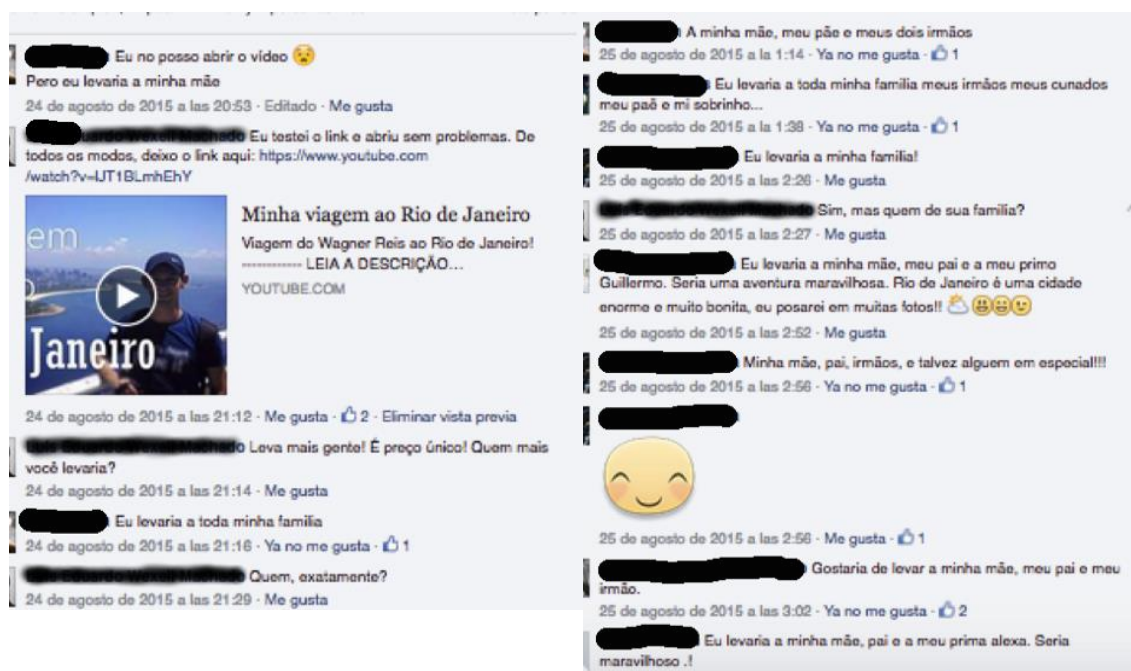 Eu no posso abrir o vídeo
Pero eu levaria a minha mãe
24 de agosto de 2015 a las 20:53 · Editado · Me gusta
Eu testei o link e abriu sem problemas. De
todos os modos, deixo o link aqui: https://www.youtube.com
/watch?v=IJT1BLmhEhY
em
Janeiro
Minha viagem ao Rio de Janeiro
Viagem do Wagner Reis ao Rio de Janeiro!
------------ LEIA A DESCRIÇÃO...
YOUTUBE.COM
24 de agosto de 2015 a las 21:12 · Me gusta · 2 · Eliminar vista previa
Leva mais gente! É preço único! Quem mais
você levaria?
24 de agosto de 2015 a las 21:14 · Me gusta
Eu levaria a toda minha familia
24 de agosto de 2015 a las 21:16 · Ya no me gusta · 1
Quem, exatamente?
24 de agosto de 2015 a las 21:29 · Me gusta
A minha mãe, meu pãe e meus dois irmãos
25 de agosto de 2015 a la 1:14 · Ya no me gusta · 1
Eu levaria a toda minha familia meus irmãos meus cunados
meu paê e mi sobrinho...
25 de agosto de 2015 a la 1:38 · Ya no me gusta · 1
Eu levaria a minha familia!
25 de agosto de 2015 a las 2:26 · Me gusta
Sim, mas quem de sua familia?
25 de agosto de 2015 a las 2:27 · Me gusta
Eu levaria a minha mãe, meu pai e a meu primo
Guillermo. Seria uma aventura maravilhosa. Rio de Janeiro é uma cidade
enorme e muito bonita, eu posarei em muitas fotos!!
25 de agosto de 2015 a las 2:52 · Me gusta
Minha mãe, pai, irmãos, e talvez alguem em especial!!!
25 de agosto de 2015 a las 2:56 · Ya no me gusta · 1
25 de agosto de 2015 a las 2:56 · Me gusta · 1
Gostaria de levar a minha mãe, meu pai e meu
irmão.
25 de agosto de 2015 a las 3:02 · Ya no me gusta · 2
Eu levaria a minha mãe, pai e a meu prima alexa. Seria
maravilhoso .!